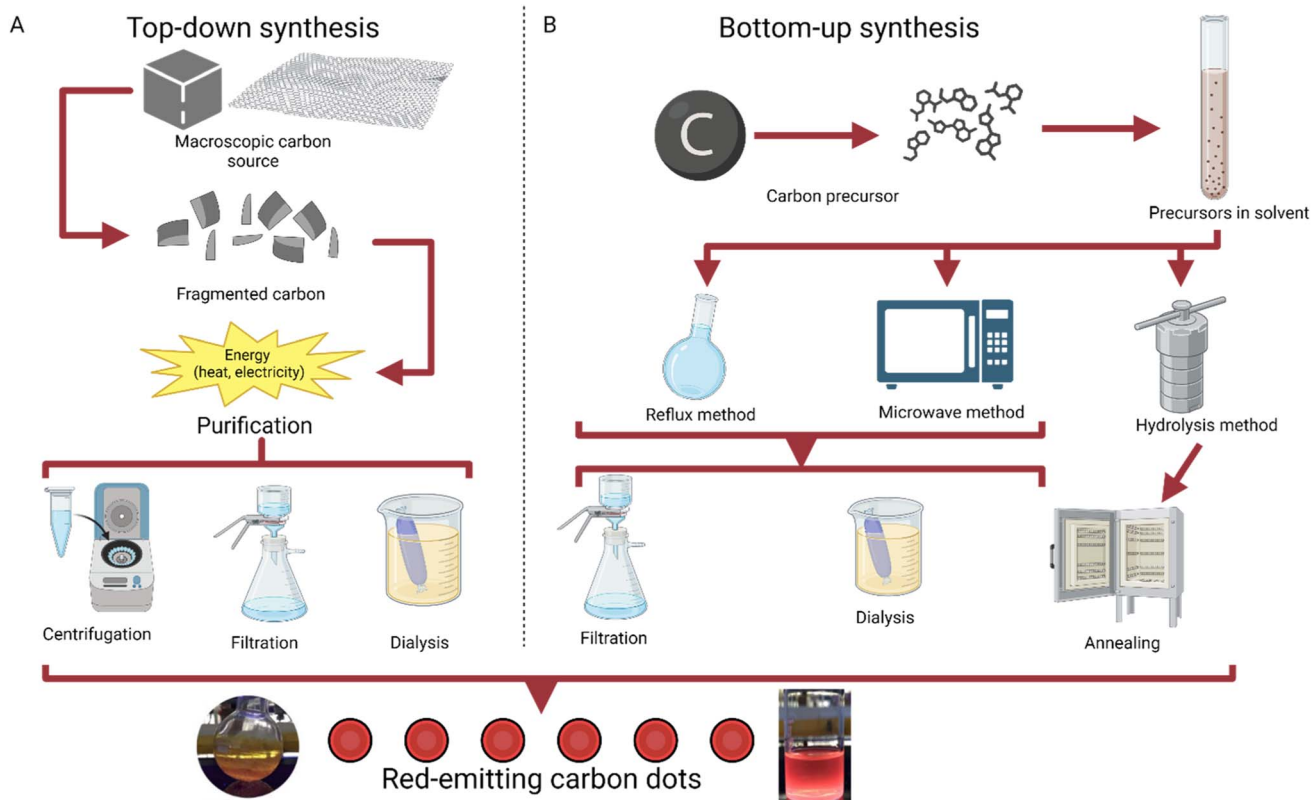 A
Top-down synthesis
Macroscopic carbon
source
Fragmented carbon
Energy
(heat, electricity)
Purification
Centrifugation
Filtration
Dialysis
B
Bottom-up synthesis
C
Carbon precursor
Precursors in solvent
Reflux method
Microwave method
Hydrolysis method
Filtration
Dialysis
Annealing
Red-emitting carbon dots